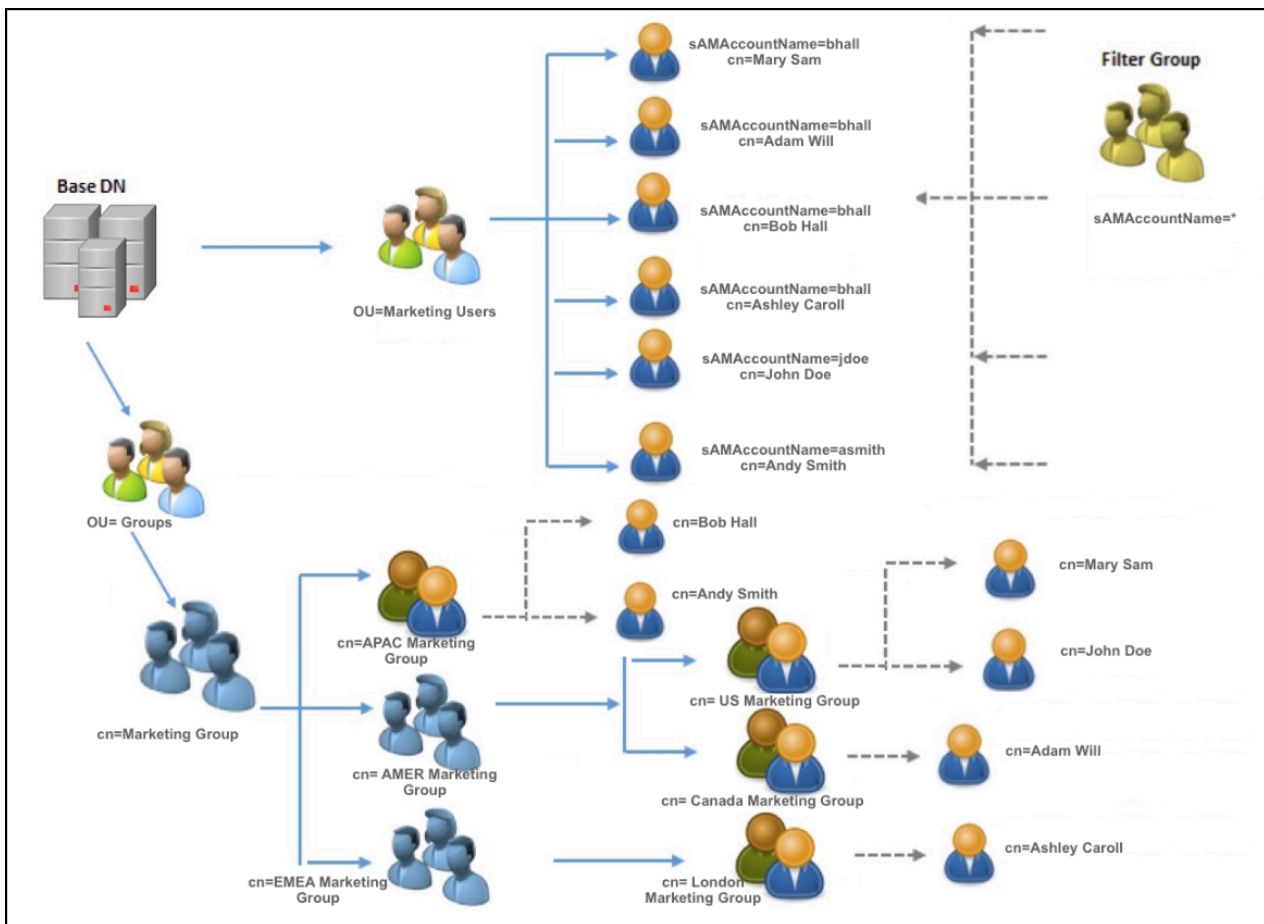 sAMAccountName=bhall
cn=Mary Sam
Filter Group
sAMAccountName=bhall
cn=Adam Will
Base DN
sAMAccountName=bhall
cn=Bob Hall
sAMAccountName=*
OU=Marketing Users
sAMAccountName=bhall
cn=Ashley Caroll
sAMAccountName=jdoe
cn=John Doe
sAMAccountName=asmith
cn=Andy Smith
OU= Groups
cn=Bob Hall
cn=Mary Sam
cn=Andy Smith
cn=APAC Marketing
Group
cn=John Doe
cn= US Marketing Group
cn=Marketing Group
cn= AMER Marketing
Group
cn=Adam Will
cn= Canada Marketing Group
cn=Ashley Caroll
cn=EMEA Marketing
Group
cn= London
Marketing Group